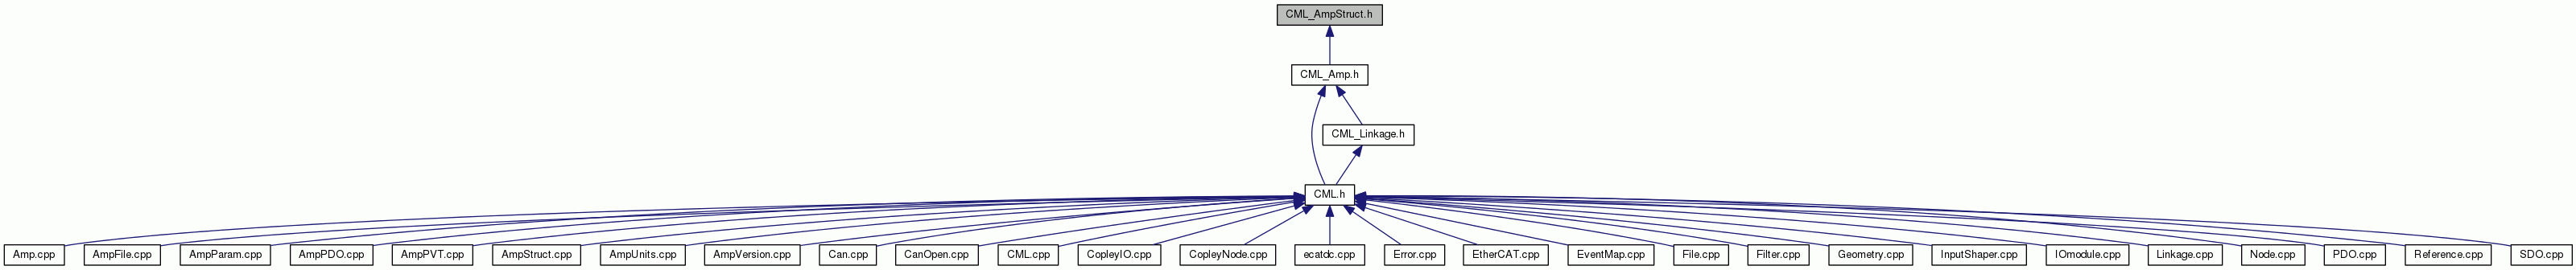 CML_AmpStruct.h
CML_Amp.h
CML_Linkage.h
CML.h
Amp.cpp
AmpFile.cpp
AmpParam.cpp
AmpPDO.cpp
AmpPVT.cpp
AmpStruct.cpp
AmpUnits.cpp
AmpVersion.cpp
Can.cpp
CanOpen.cpp
CML.cpp
CopleyIO.cpp
CopleyNode.cpp
ecatdc.cpp
Error.cpp
EtherCAT.cpp
EventMap.cpp
File.cpp
Filter.cpp
Geometry.cpp
InputShaper.cpp
IOmodule.cpp
Linkage.cpp
Node.cpp
PDO.cpp
Reference.cpp
SDO.cpp